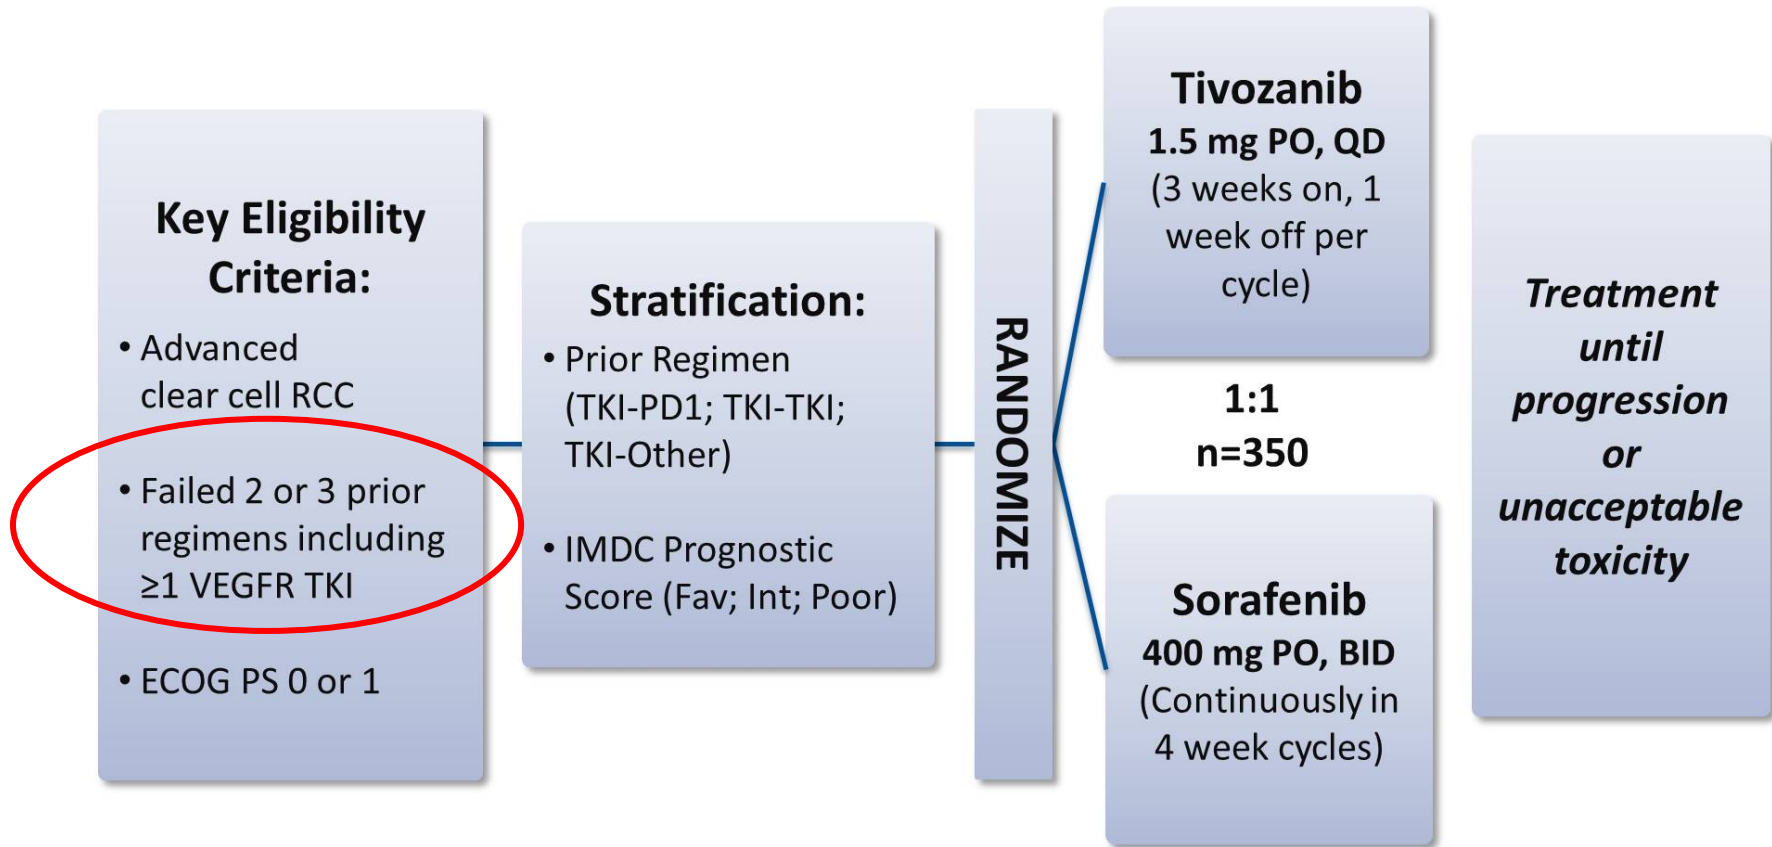 Key Eligibility
Criteria:
• Advanced
clear cell RCC
• Failed 2 or 3 prior
regimens including
≥1 VEGFR TKI
• ECOG PS 0 or 1
Stratification:
• Prior Regimen
(TKI-PD1; TKI-TKI;
TKI-Other)
• IMDC Prognostic
Score (Fav; Int; Poor)
RANDOMIZE
Tivozanib
1.5 mg PO, QD
(3 weeks on, 1
week off per
cycle)
1:1
n=350
Sorafenib
400 mg PO, BID
(Continuously in
4 week cycles)
Treatment
until
progression
or
unacceptable
toxicity